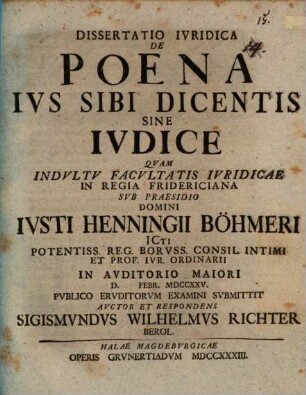 15.
DISSERTATIO IVRIDICA
DE
POENA
IVS SIBI DICENTIS
SINE
IVDICE
QVAM
INDVLTV FACVLTATIS IVRIDICAE
IN REGIA FRIDERICIANA
SVB PRAESIDIO
DOMINI
IVSTI HENNINGII BÖHMERI
ICTI
POTENTISS. REG. BORVSS. CONSIL. INTIMI
ET PROF. IVR. ORDINARII
IN AVDITORIO MAIORI
D. FEBR. MDCCXXV.
PVBLICO ERVDITORVM EXAMINI SVBMITTIT
AVCTOR ET RESPONDENS
SIGISMVNDVS WILHELMVS RICHTER
BEROL.
HALAE MAGDEBVRGICAE
OPERIS GRVNERTIADVM MDCCXXXIII.